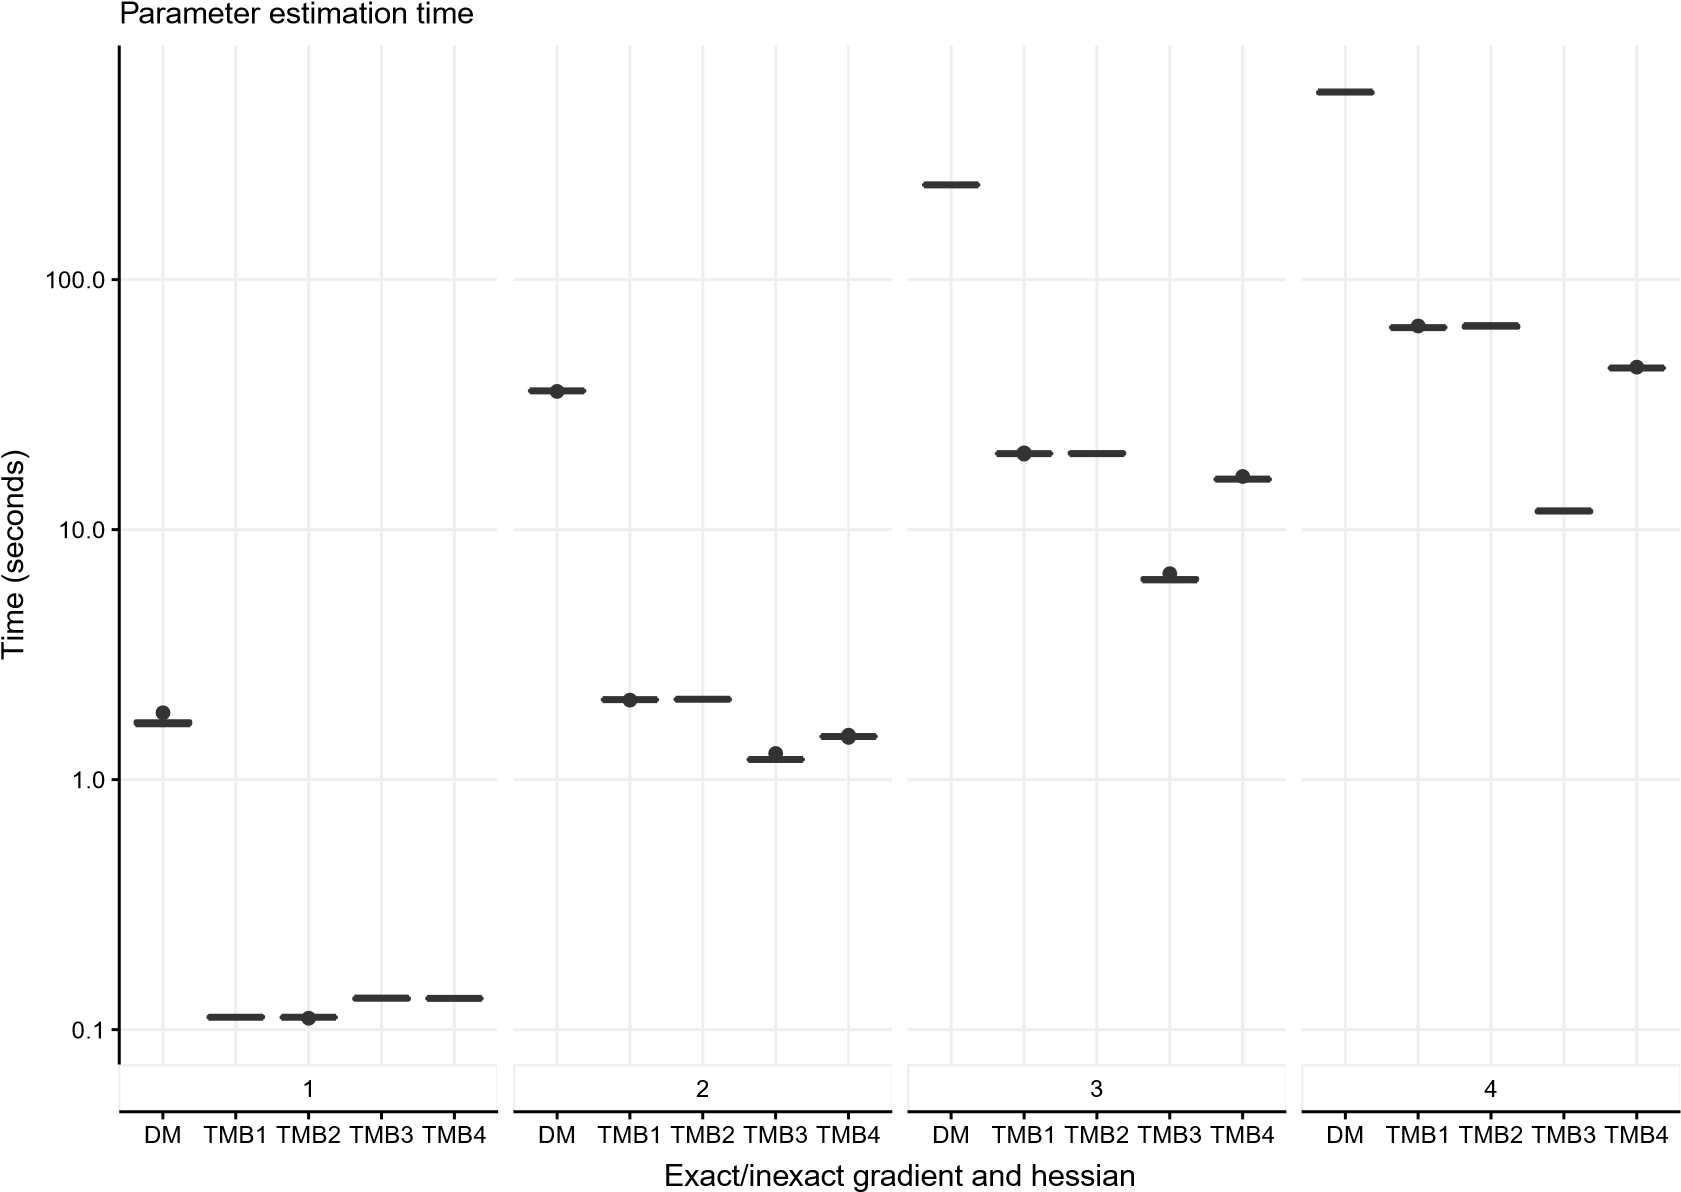 Parameter estimation time
Time (seconds)
100.0
10.0
1.0
0.1
1 2 3 4
DM TMB1 TMB2 TMB3 TMB4 DM TMB1 TMB2 TMB3 TMB4 DM TMB1 TMB2 TMB3 TMB4 DM TMB1 TMB2 TMB3 TMB4
Exact/inexact gradient and hessian